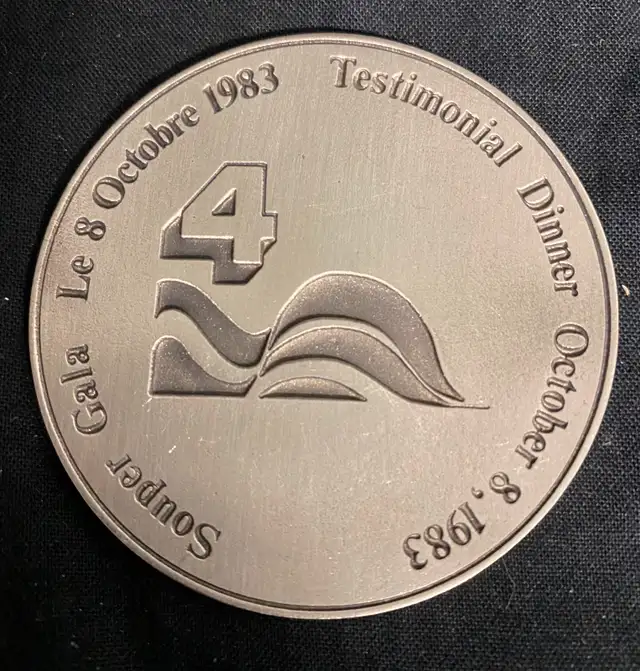 Souper Gala Le 8 Octobre 1983
Testimonial Dinner October 8, 1983
4